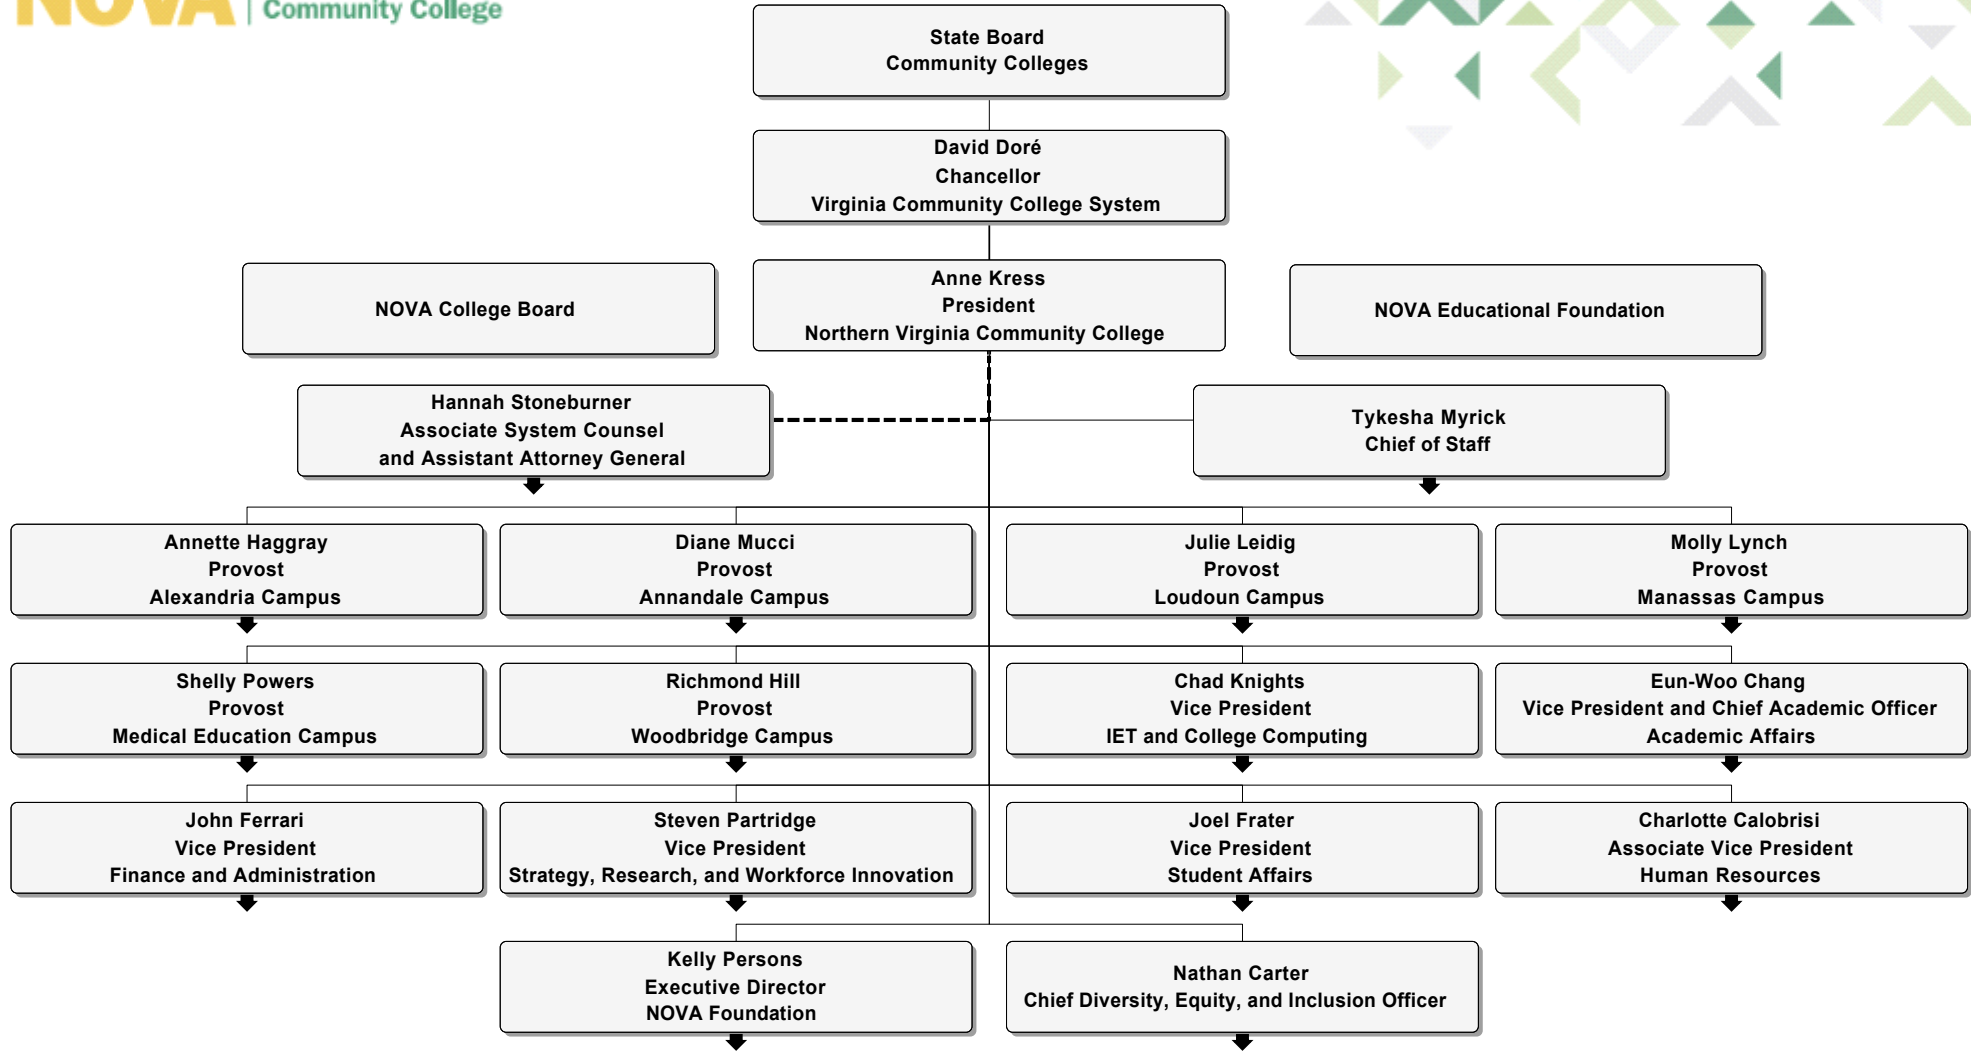 NOVA
Community College
State Board
Community Colleges
David Doré
Chancellor
Virginia Community College System
NOVA College Board
Anne Kress
President
Northern Virginia Community College
NOVA Educational Foundation
Hannah Stoneburner
Associate System Counsel
and Assistant Attorney General
Tykesha Myrick
Chief of Staff
Annette Haggray
Provost
Alexandria Campus
Diane Mucci
Provost
Annandale Campus
Julie Leidig
Provost
Loudoun Campus
Molly Lynch
Provost
Manassas Campus
Shelly Powers
Provost
Medical Education Campus
Richmond Hill
Provost
Woodbridge Campus
Chad Knights
Vice President
IET and College Computing
Eun-Woo Chang
Vice President and Chief Academic Officer
Academic Affairs
John Ferrari
Vice President
Finance and Administration
Steven Partridge
Vice President
Strategy, Research, and Workforce Innovation
Joel Frater
Vice President
Student Affairs
Charlotte Calobrisi
Associate Vice President
Human Resources
Kelly Persons
Executive Director
NOVA Foundation
Nathan Carter
Chief Diversity, Equity, and Inclusion Officer